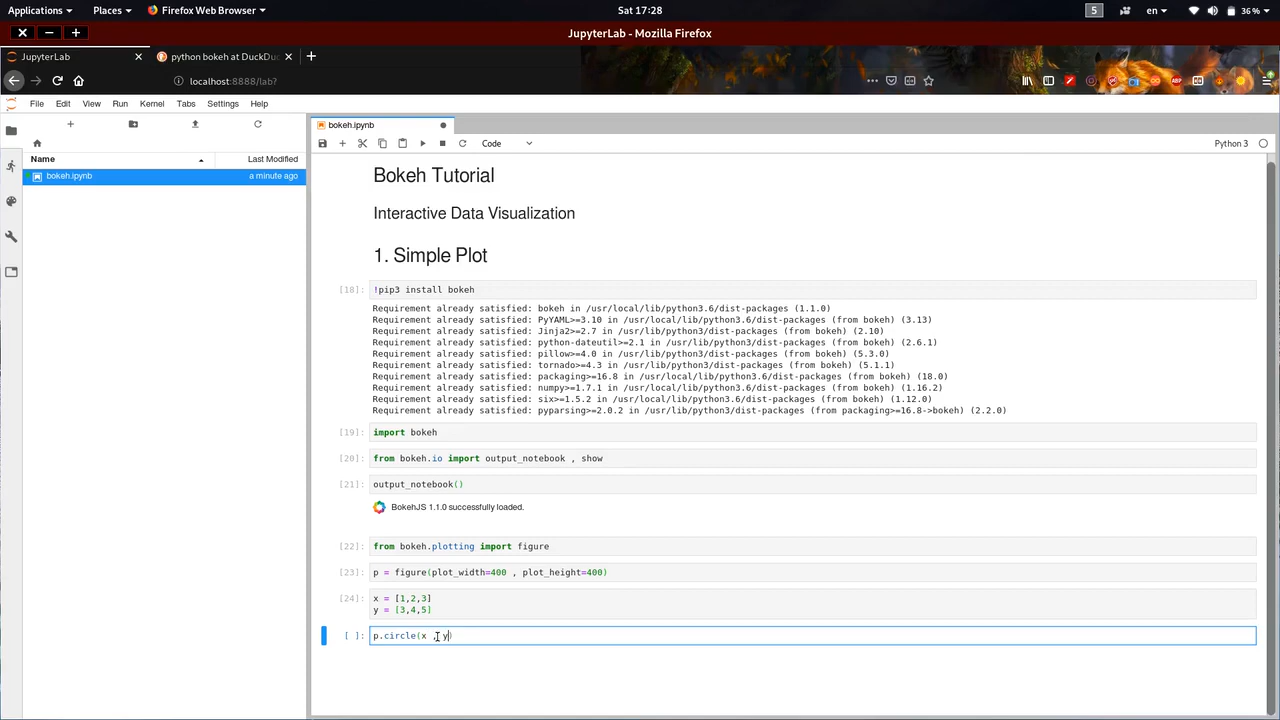 Applications Places Firefox Web Browser Sat 17:28 5 en 36 %
JupyterLab - Mozilla Firefox
JupyterLab python bokeh at DuckDuc
localhost:8888/lab?
File Edit View Run Kernel Tabs Settings Help
bokeh.ipynb
Code Python 3
Name Last Modified
bokeh.ipynb a minute ago
Bokeh Tutorial
Interactive Data Visualization
1. Simple Plot
[18]: !pip3 install bokeh
Requirement already satisfied: bokeh in /usr/local/lib/python3.6/dist-packages (1.1.0)
Requirement already satisfied: PyYAML>=3.10 in /usr/local/lib/python3.6/dist-packages (from bokeh) (3.13)
Requirement already satisfied: Jinja2>=2.7 in /usr/lib/python3/dist-packages (from bokeh) (2.10)
Requirement already satisfied: python-dateutil>=2.1 in /usr/lib/python3/dist-packages (from bokeh) (2.6.1)
Requirement already satisfied: pillow>=4.0 in /usr/lib/python3/dist-packages (from bokeh) (5.3.0)
Requirement already satisfied: tornado>=4.3 in /usr/lib/python3/dist-packages (from bokeh) (5.1.1)
Requirement already satisfied: packaging>=16.8 in /usr/local/lib/python3.6/dist-packages (from bokeh) (18.0)
Requirement already satisfied: numpy>=1.7.1 in /usr/local/lib/python3.6/dist-packages (from bokeh) (1.16.2)
Requirement already satisfied: six>=1.5.2 in /usr/local/lib/python3.6/dist-packages (from bokeh) (1.12.0)
Requirement already satisfied: pyparsing>=2.0.2 in /usr/lib/python3/dist-packages (from packaging>=16.8->bokeh) (2.2.0)
[19]: import bokeh
[20]: from bokeh.io import output_notebook , show
[21]: output_notebook()
BokehJS 1.1.0 successfully loaded.
[22]: from bokeh.plotting import figure
[23]: p = figure(plot_width=400 , plot_height=400)
[24]: x = [1,2,3]
y = [3,4,5]
[ ]: p.circle(x , y)